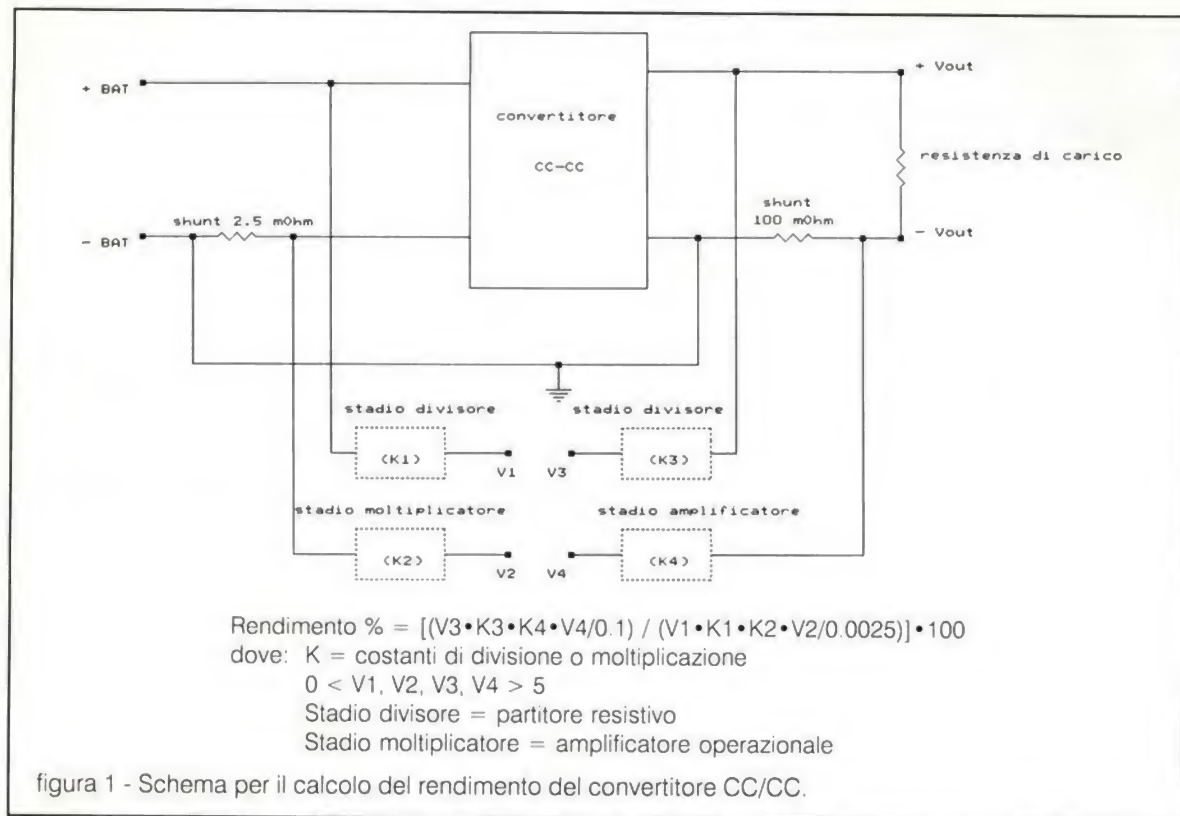 + BAT
convertitore
CC-CC
+ Vout
resistenza di carico
shunt
100 mOhm
shunt 2.5 mOhm
- BAT
- Vout
stadio divisore
stadio divisore
(K1)
V1
V3
(K3)
stadio moltiplicatore
stadio amplificatore
(K2)
V2
V4
(K4)
Rendimento % = [(V3•K3•K4•V4/0.1) / (V1•K1•K2•V2/0.0025)]•100
dove: K = costanti di divisione o moltiplicazione
0 < V1, V2, V3, V4 > 5
Stadio divisore = partitore resistivo
Stadio moltiplicatore = amplificatore operazionale
figura 1 - Schema per il calcolo del rendimento del convertitore CC/CC.